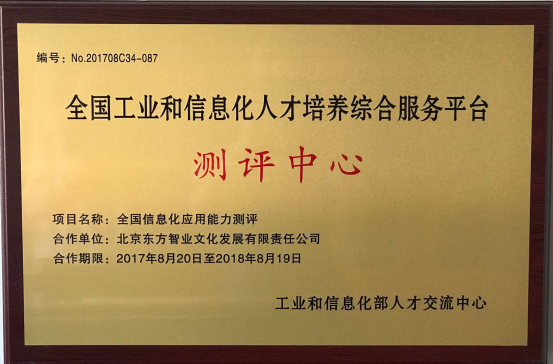 编号：No.201708C34-087
全国工业和信息化人才培养综合服务平台
测评中心
项目名称：全国信息化应用能力测评
合作单位：北京东方智业文化发展有限责任公司
合作期限：2017年8月20日至2018年8月19日
工业和信息化部人才交流中心